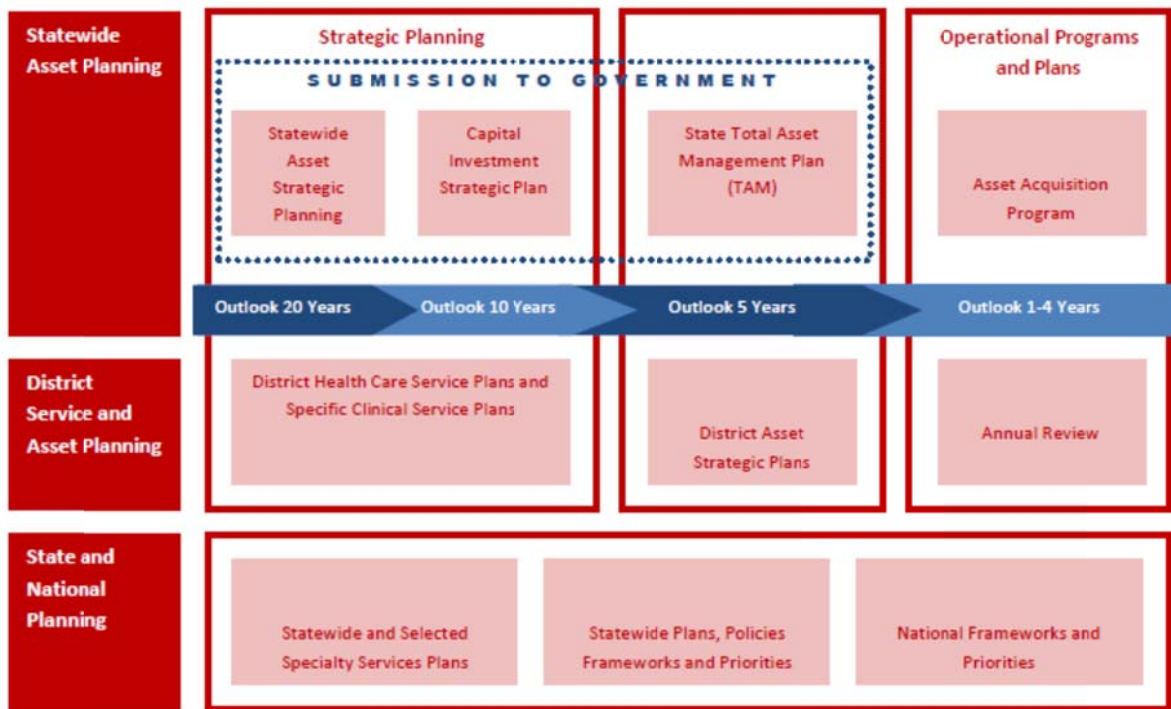 Statewide
Asset Planning
Strategic Planning
Operational Programs
and Plans
SUBMISSION TO GOVERNMENT
Statewide
Asset
Strategic
Planning
Capital
Investment
Strategic Plan
State Total Asset
Management Plan
(TAM)
Asset Acquisition
Program
Outlook 20 Years
Outlook 10 Years
Outlook 5 Years
Outlook 1-4 Years
District
Service and
Asset Planning
District Health Care Service Plans and
Specific Clinical Service Plans
District Asset
Strategic Plans
Annual Review
State and
National
Planning
Statewide and Selected
Specialty Services Plans
Statewide Plans, Policies
Frameworks and Priorities
National Frameworks and
Priorities